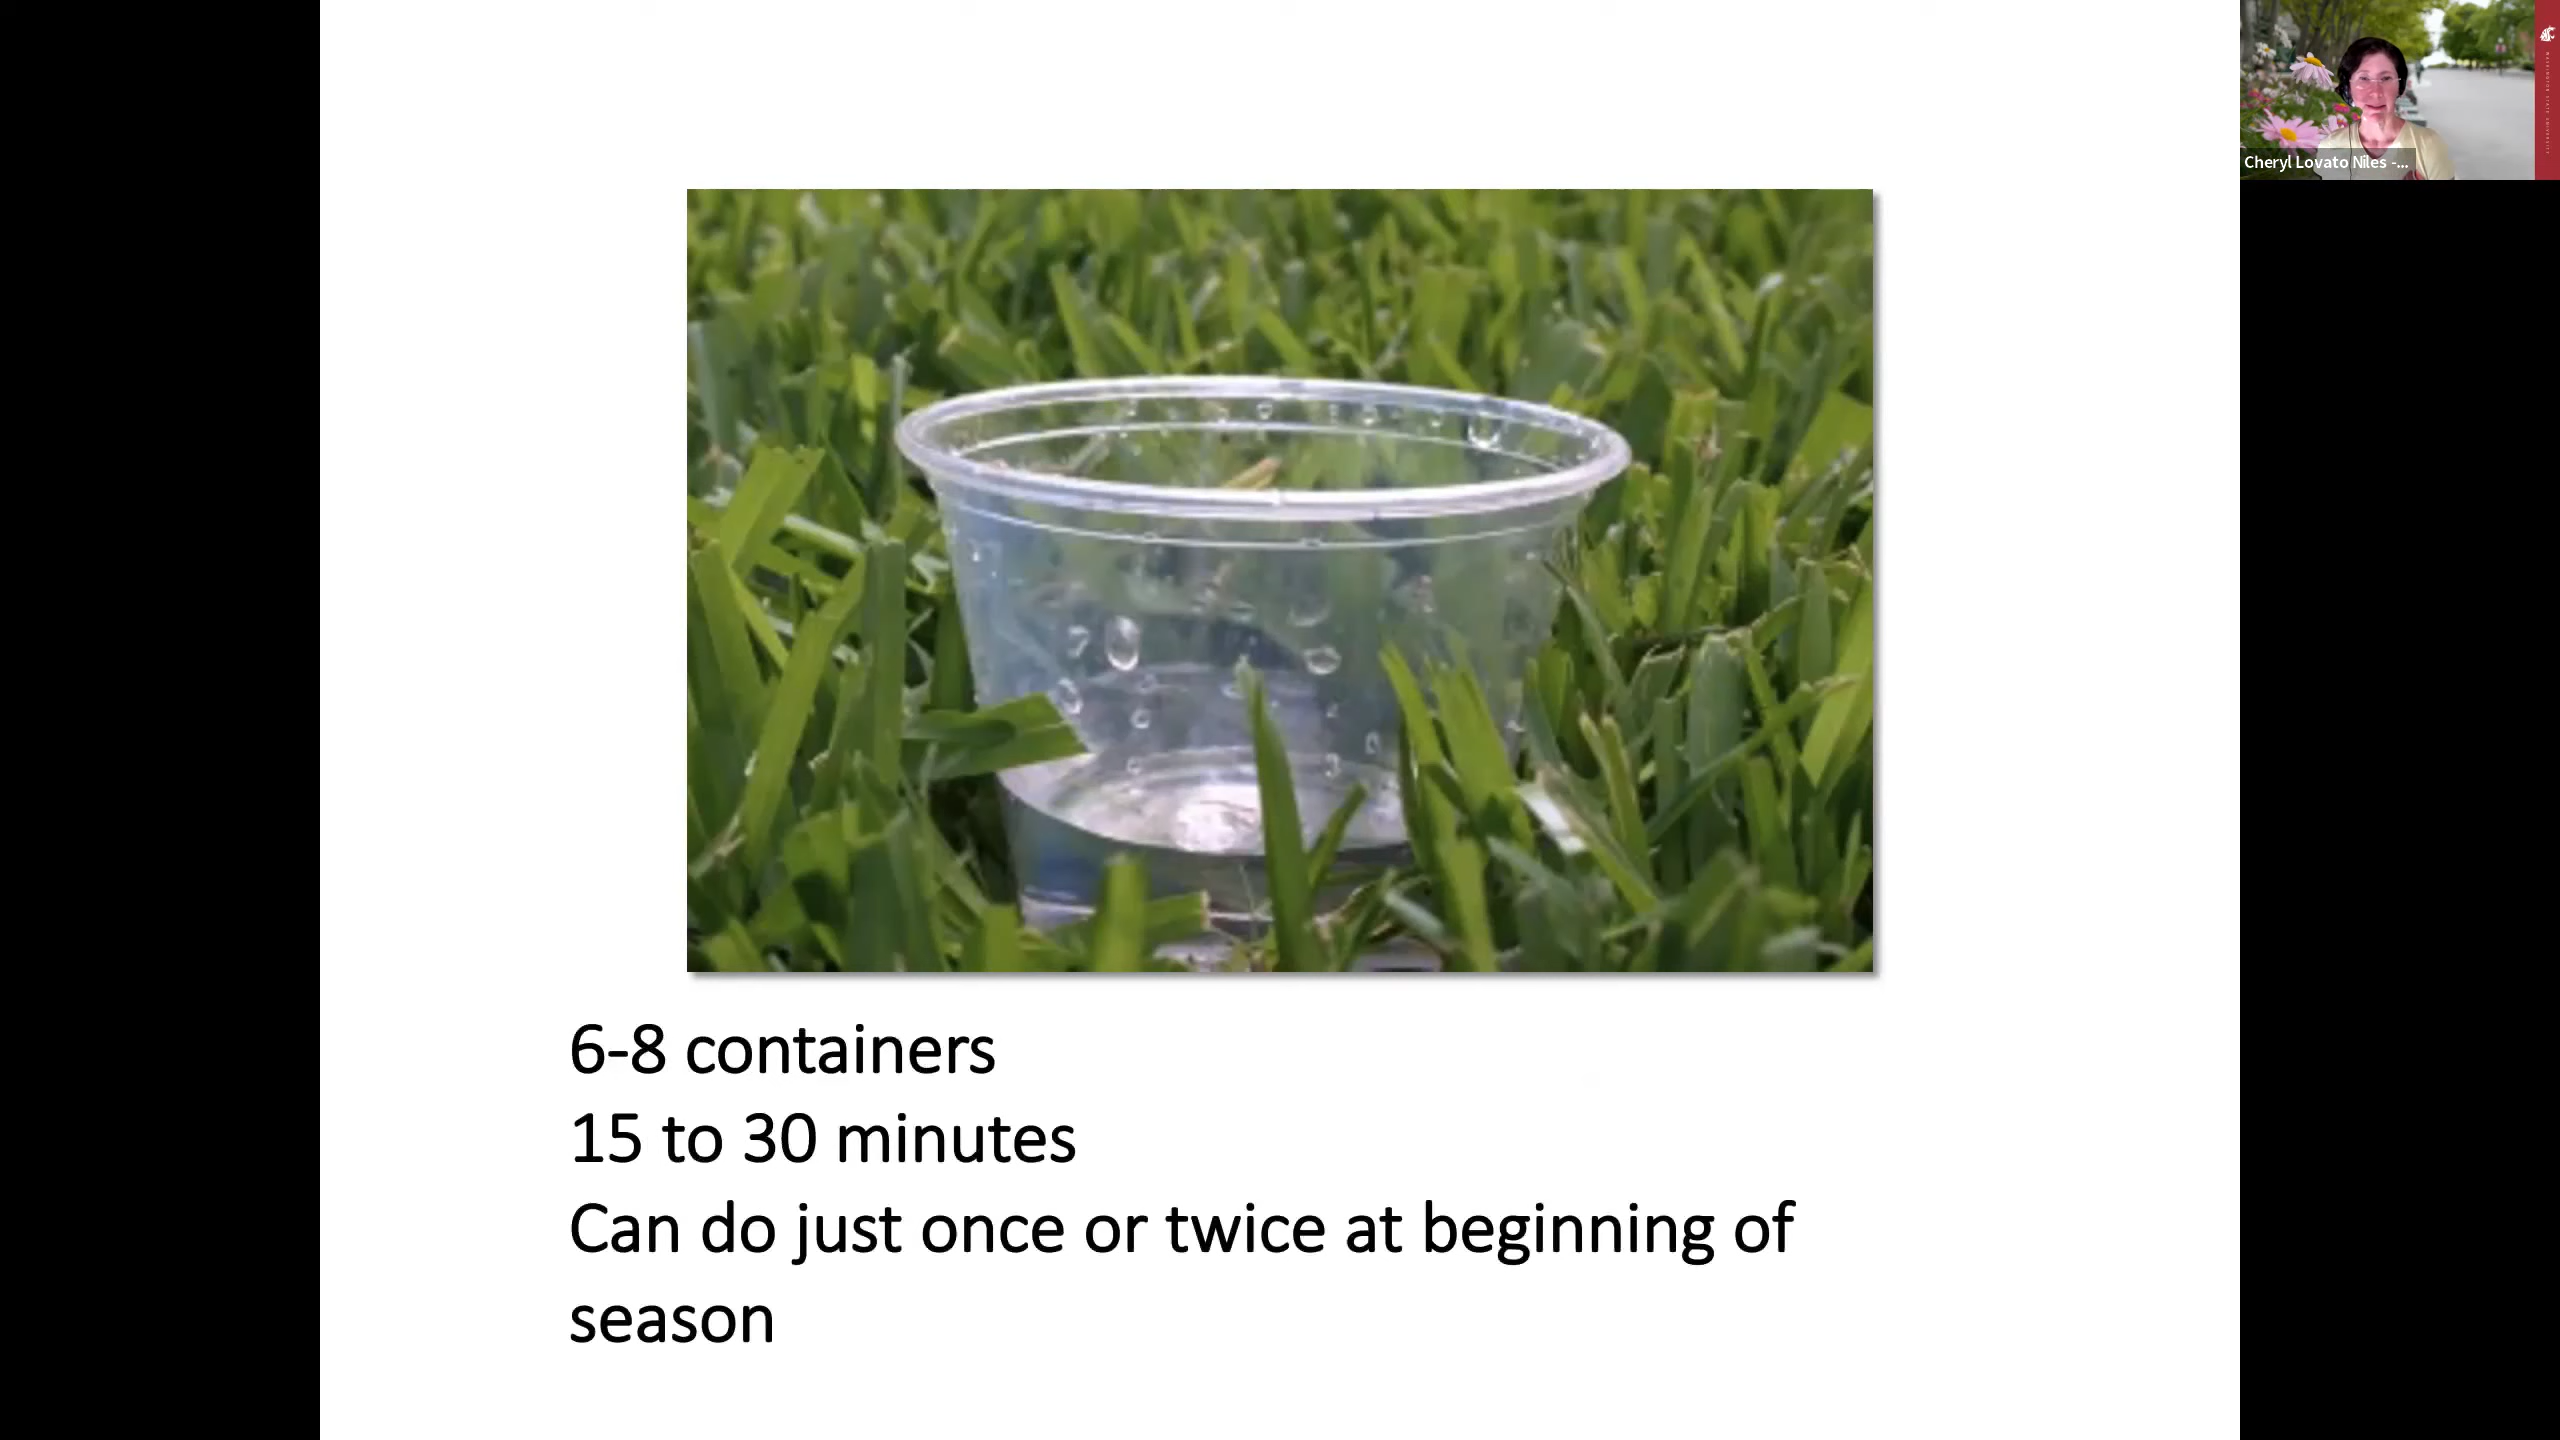 Cheryl Lovato Niles -...
6-8 containers
15 to 30 minutes
Can do just once or twice at beginning of
season